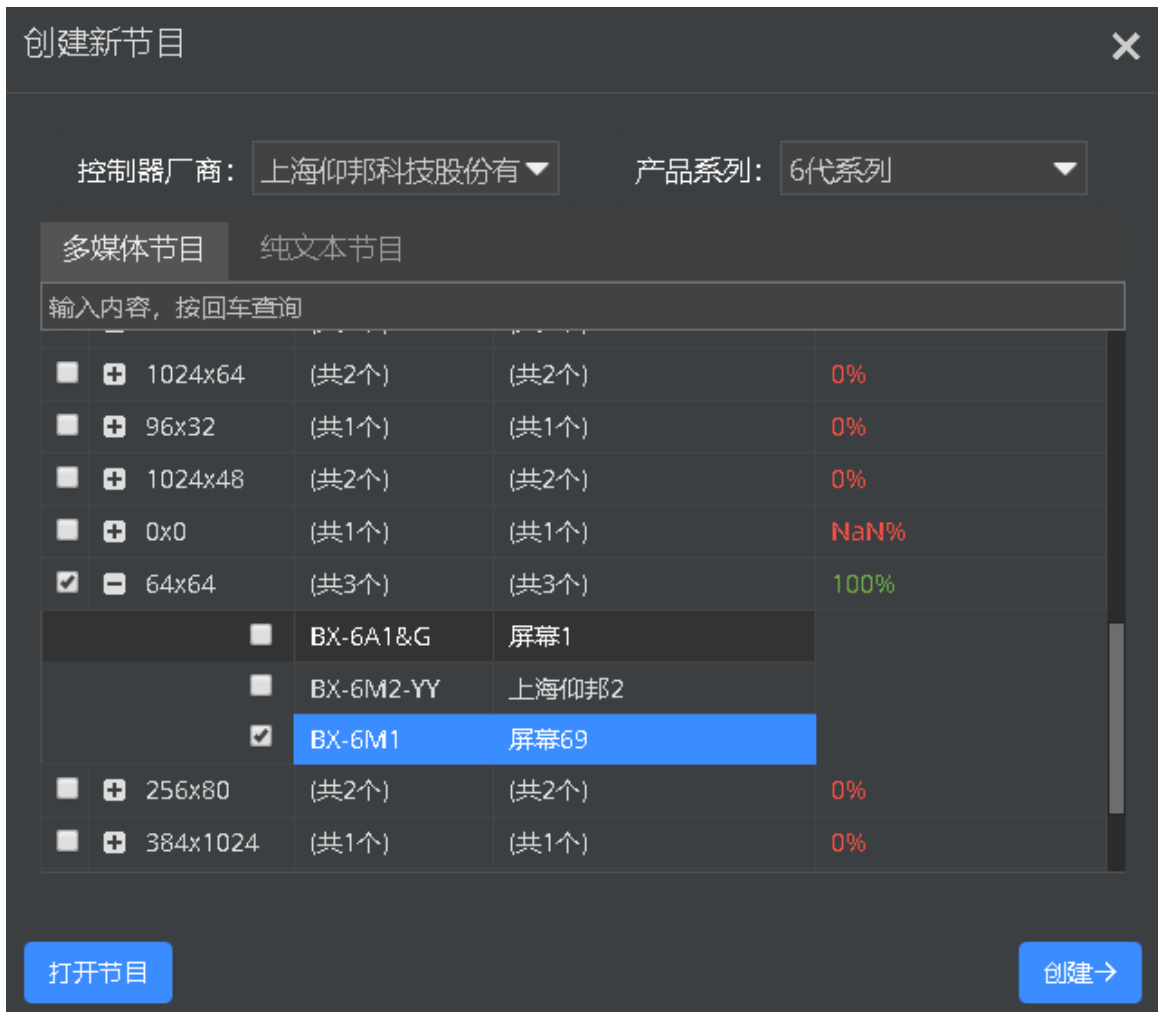 创建新节目
控制器厂商： 上海仰邦科技股份有 产品系列： 6代系列
多媒体节目 纯文本节目
输入内容，按回车查询
1024x64 (共2个) (共2个) 0%
96x32 (共1个) (共1个) 0%
1024x48 (共2个) (共2个) 0%
0x0 (共1个) (共1个) NaN%
64x64 (共3个) (共3个) 100%
BX-6A1&G 屏幕1
BX-6M2-YY 上海仰邦2
BX-6M1 屏幕69
256x80 (共2个) (共2个) 0%
384x1024 (共1个) (共1个) 0%
打开节目 创建→